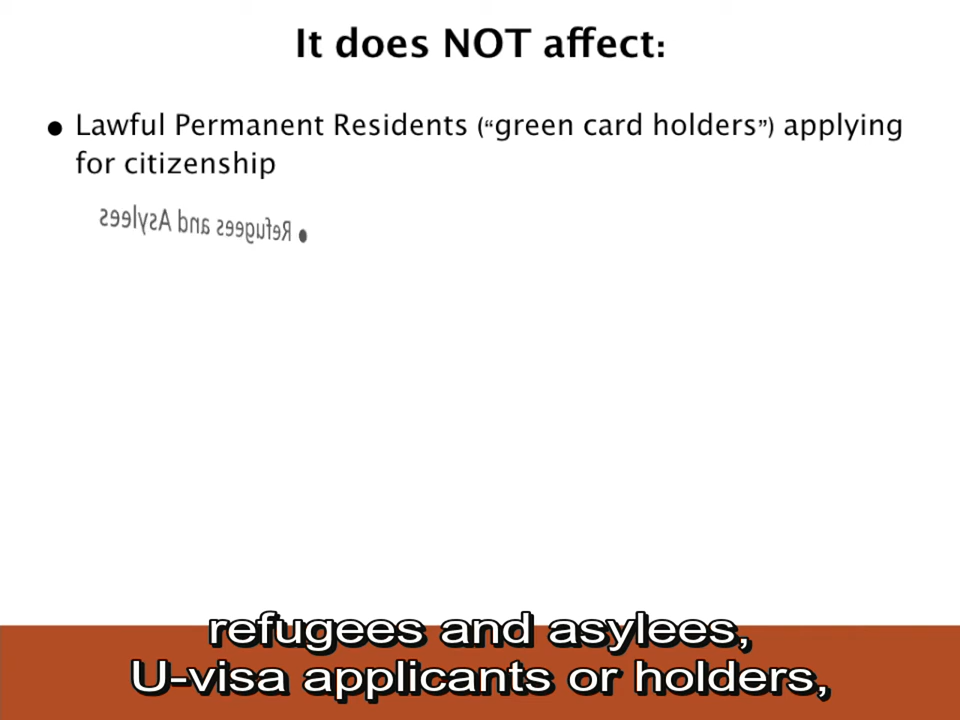 It does NOT affect:
• Lawful Permanent Residents (“green card holders”) applying
for citizenship
• Refugees and Asylees
refugees and asylees,
U-visa applicants or holders,